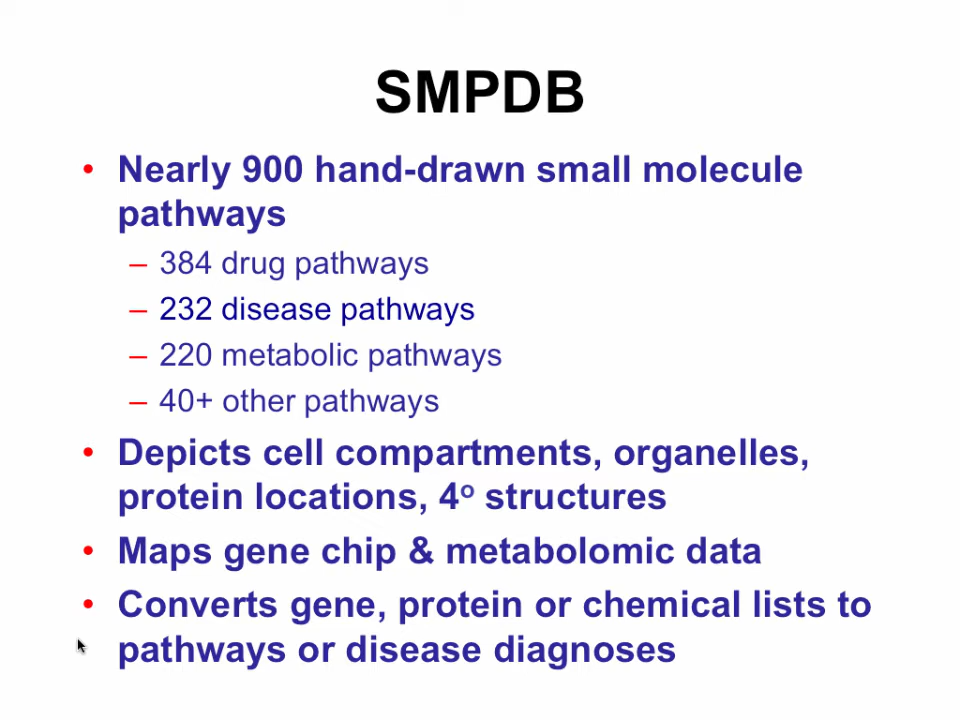 SMPDB
• Nearly 900 hand-drawn small molecule
pathways
– 384 drug pathways
– 232 disease pathways
– 220 metabolic pathways
– 40+ other pathways
• Depicts cell compartments, organelles,
protein locations, 4º structures
• Maps gene chip & metabolomic data
• Converts gene, protein or chemical lists to
pathways or disease diagnoses